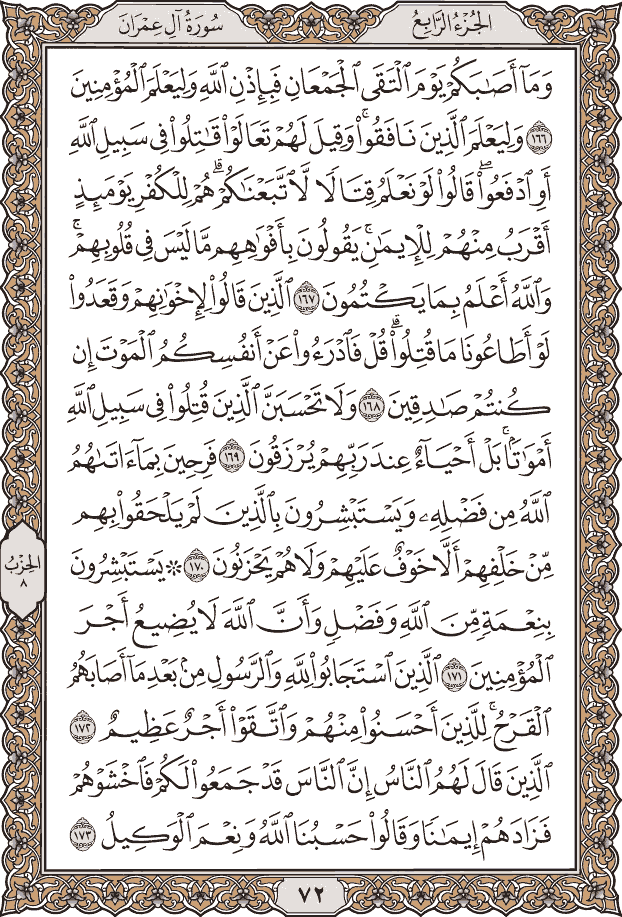 الجُزْءُ الرَّابِعُ
سُورَةُ آلِ عِمْرَانَ
وَمَآ أَصَٰبَكُمْ يَوْمَ ٱلْتَقَى ٱلْجَمْعَانِ فَبِإِذْنِ ٱللَّهِ وَلِيَعْلَمَ ٱلْمُؤْمِنِينَ
١٦٦ وَلِيَعْلَمَ ٱلَّذِينَ نَافَقُوا۟ۚ وَقِيلَ لَهُمْ تَعَالَوْا۟ قَٰتِلُوا۟ فِى سَبِيلِ ٱللَّهِ
أَوِ ٱدْفَعُوا۟ۖ قَالُوا۟ لَوْ نَعْلَمُ قِتَالًا لَّٱتَّبَعْنَٰكُمْۗ هُمْ لِلْكُفْرِ يَوْمَئِذٍ
أَقْرَبُ مِنْهُمْ لِلْإِيمَٰنِۚ يَقُولُونَ بِأَفْوَٰهِهِم مَّا لَيْسَ فِى قُلُوبِهِمْۚ
وَٱللَّهُ أَعْلَمُ بِمَا يَكْتُمُونَ ١٦٧ ٱلَّذِينَ قَالُوا۟ لِإِخْوَٰنِهِمْ وَقَعَدُوا۟
لَوْ أَطَاعُونَا مَا قُتِلُوا۟ۗ قُلْ فَٱدْرَءُوا۟ عَنْ أَنفُسِكُمُ ٱلْمَوْتَ إِن
كُنتُمْ صَٰدِقِينَ ١٦٨ وَلَا تَحْسَبَنَّ ٱلَّذِينَ قُتِلُوا۟ فِى سَبِيلِ ٱللَّهِ
أَمْوَٰتًۢاۚ بَلْ أَحْيَآءٌ عِندَ رَبِّهِمْ يُرْزَقُونَ ١٦٩ فَرِحِينَ بِمَآ ءَاتَىٰهُمُ
ٱللَّهُ مِن فَضْلِهِۦ وَيَسْتَبْشِرُونَ بِٱلَّذِينَ لَمْ يَلْحَقُوا۟ بِهِم
مِّنْ خَلْفِهِمْ أَلَّا خَوْفٌ عَلَيْهِمْ وَلَا هُمْ يَحْزَنُونَ ١٧٠ ۞ يَسْتَبْشِرُونَ
بِنِعْمَةٍ مِّنَ ٱللَّهِ وَفَضْلٍ وَأَنَّ ٱللَّهَ لَا يُضِيعُ أَجْرَ
ٱلْمُؤْمِنِينَ ١٧١ ٱلَّذِينَ ٱسْتَجَابُوا۟ لِلَّهِ وَٱلرَّسُولِ مِنۢ بَعْدِ مَآ أَصَابَهُمُ
ٱلْقَرْحُۚ لِلَّذِينَ أَحْسَنُوا۟ مِنْهُمْ وَٱتَّقَوْا۟ أَجْرٌ عَظِيمٌ ١٧٢
ٱلَّذِينَ قَالَ لَهُمُ ٱلنَّاسُ إِنَّ ٱلنَّاسَ قَدْ جَمَعُوا۟ لَكُمْ فَٱخْشَوْهُمْ
فَزَادَهُمْ إِيمَٰنًا وَقَالُوا۟ حَسْبُنَا ٱللَّهُ وَنِعْمَ ٱلْوَكِيلُ ١٧٣
الحِزْبُ
٨
٧٢